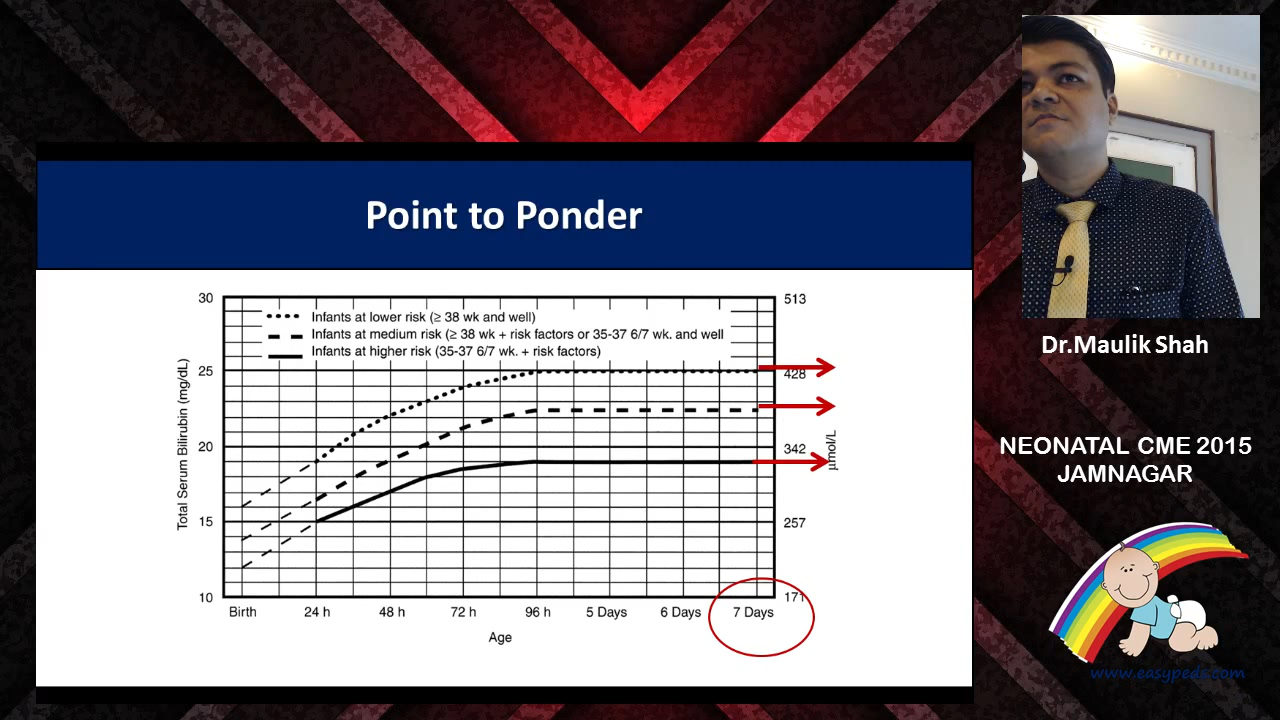 Point to Ponder
30
513
Infants at lower risk (≥ 38 wk and well)
Infants at medium risk (≥ 38 wk + risk factors or 35-37 6/7 wk. and well
Infants at higher risk (35-37 6/7 wk. + risk factors)
25
428
20
342
15
257
10
171
Total Serum Bilirubin (mg/dL)
µmol/L
Birth 24 h 48 h 72 h 96 h 5 Days 6 Days 7 Days
Age
Dr.Maulik Shah
NEONATAL CME 2015
JAMNAGAR
www.easypeds.com